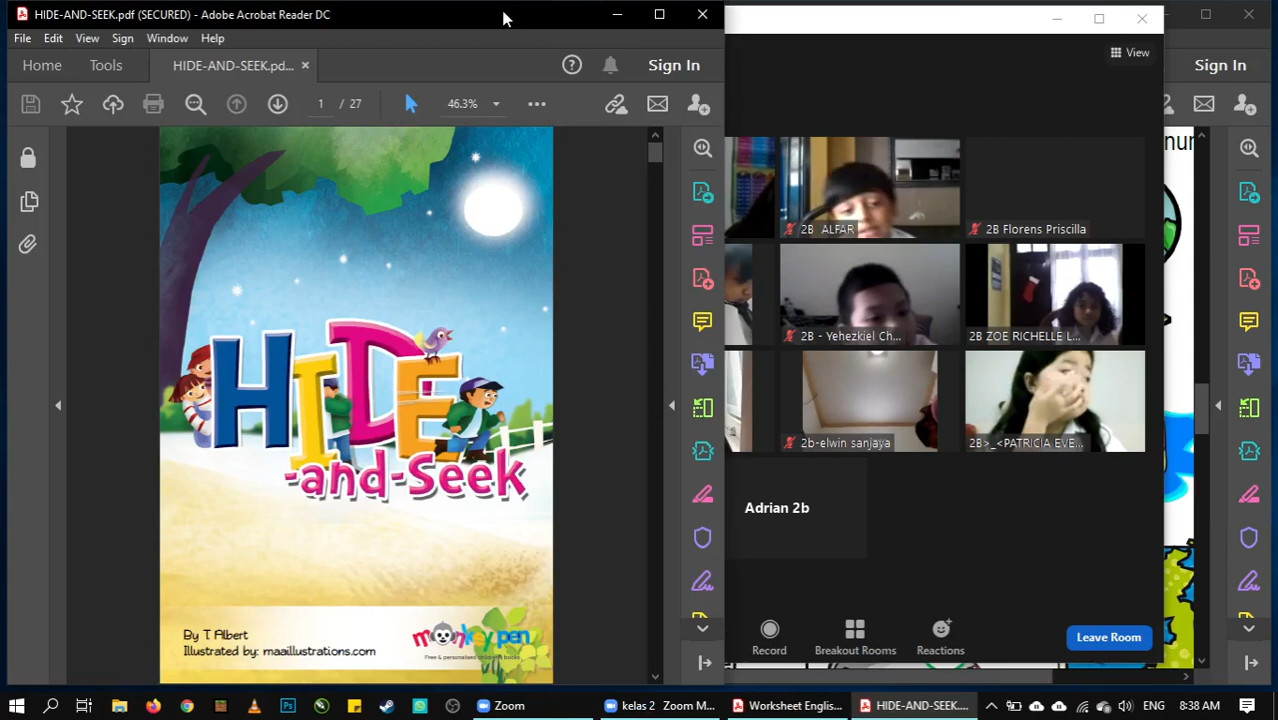 HIDE-AND-SEEK.pdf (SECURED) - Adobe Acrobat Reader DC
File Edit View Sign Window Help
Home Tools HIDE-AND-SEEK.pd... × Sign In
1 / 27 46.3%
HIDE
-and-Seek
By T Albert
Illustrated by: maaillustrations.com
monkey pen
Free & personalised children's books
View
Sign In
2B ALFAR
2B Florens Priscilla
2B - Yehezkiel Ch...
2B ZOE RICHELLE L...
2b-elwin sanjaya
2B>_<PATRICIA EVE...
Adrian 2b
Record Breakout Rooms Reactions Leave Room
Zoom kelas 2 Zoom M... Worksheet Englis... HIDE-AND-SEEK.... ENG 8:38 AM